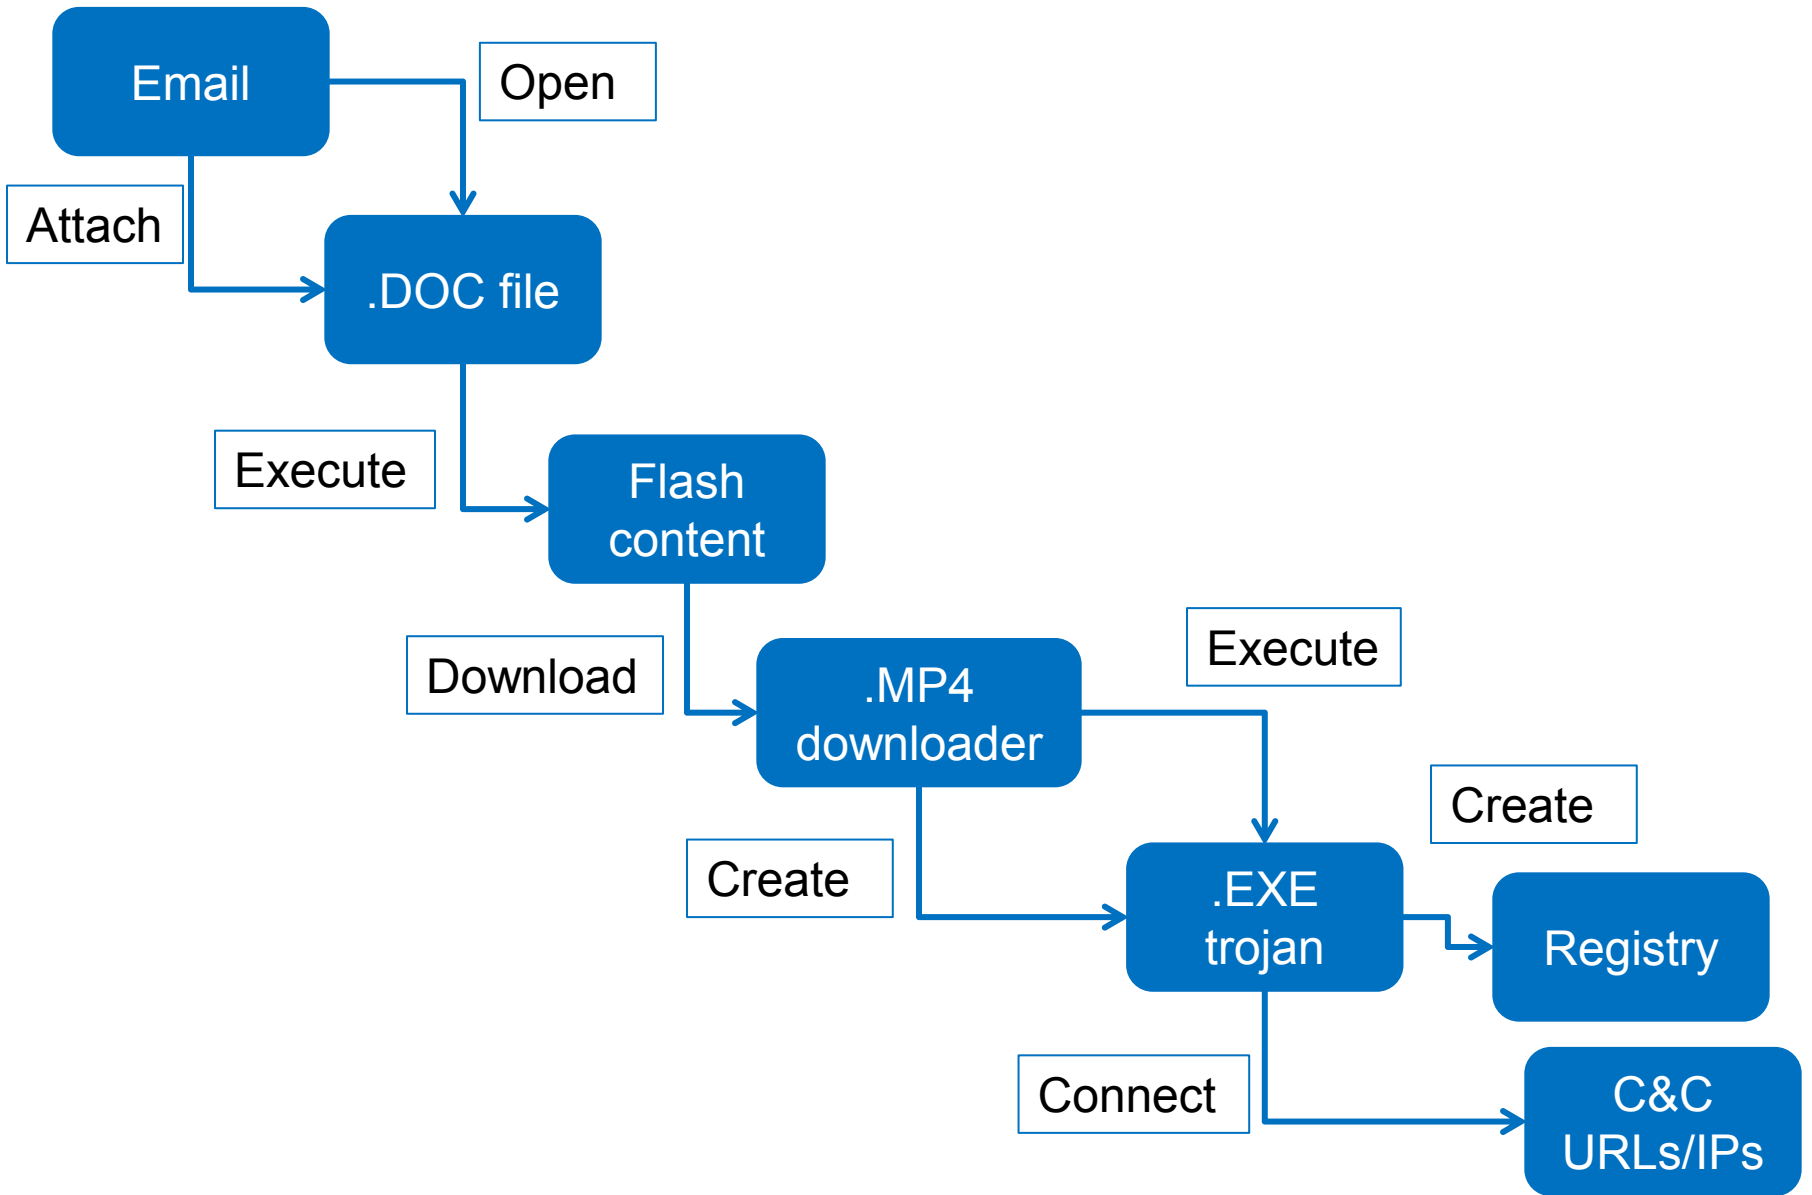 Email
Open
Attach
.DOC file
Execute
Flash
content
Download
.MP4
downloader
Execute
Create
Create
.EXE
trojan
Registry
Connect
C&C
URLs/IPs